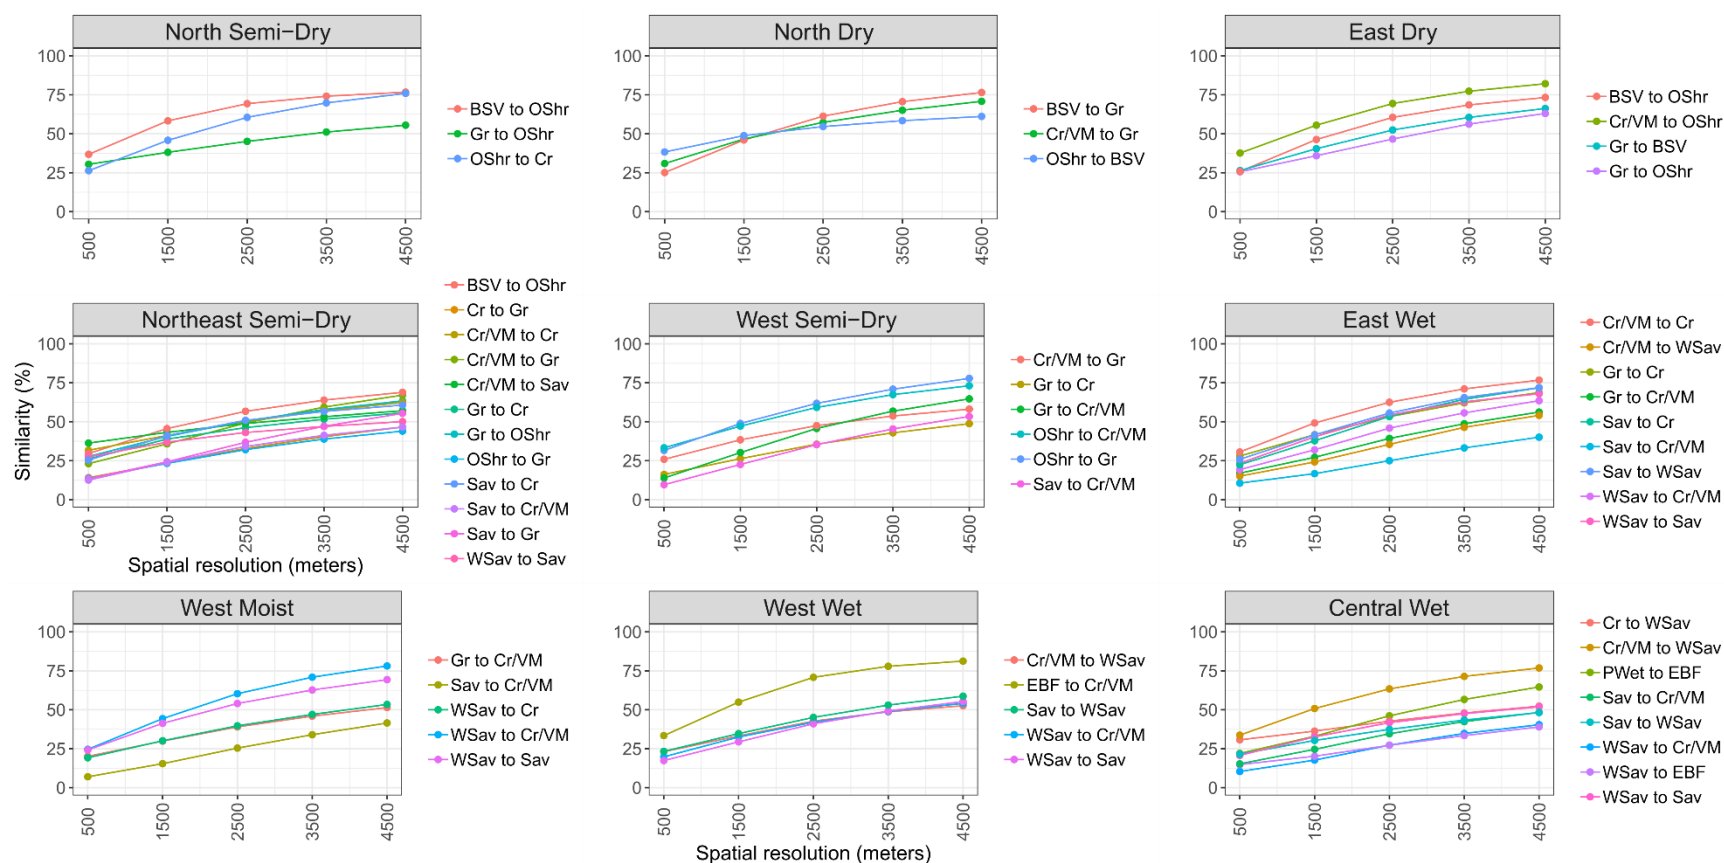 North Semi-Dry
100
75
50
25
0
500
1500
2500
3500
4500
BSV to OShr
Gr to OShr
OShr to Cr
North Dry
100
75
50
25
0
500
1500
2500
3500
4500
BSV to Gr
Cr/VM to Gr
OShr to BSV
East Dry
100
75
50
25
0
500
1500
2500
3500
4500
BSV to OShr
Cr/VM to OShr
Gr to BSV
Gr to OShr
Northeast Semi-Dry
Similarity (%)
100
75
50
25
0
500
1500
2500
3500
4500
Spatial resolution (meters)
BSV to OShr
Cr to Gr
Cr/VM to Cr
Cr/VM to Gr
Cr/VM to Sav
Gr to Cr
Gr to OShr
OShr to Gr
Sav to Cr
Sav to Cr/VM
Sav to Gr
WSav to Sav
West Semi-Dry
100
75
50
25
0
500
1500
2500
3500
4500
Cr/VM to Gr
Gr to Cr
Gr to Cr/VM
OShr to Cr/VM
OShr to Gr
Sav to Cr/VM
East Wet
100
75
50
25
0
500
1500
2500
3500
4500
Cr/VM to Cr
Cr/VM to WSav
Gr to Cr
Gr to Cr/VM
Sav to Cr
Sav to Cr/VM
Sav to WSav
WSav to Cr/VM
WSav to Sav
West Moist
100
75
50
25
0
500
1500
2500
3500
4500
Gr to Cr/VM
Sav to Cr/VM
WSav to Cr
WSav to Cr/VM
WSav to Sav
West Wet
100
75
50
25
0
500
1500
2500
3500
4500
Spatial resolution (meters)
Cr/VM to WSav
EBF to Cr/VM
Sav to WSav
WSav to Cr/VM
WSav to Sav
Central Wet
100
75
50
25
0
500
1500
2500
3500
4500
Cr to WSav
Cr/VM to WSav
PWet to EBF
Sav to Cr/VM
Sav to WSav
WSav to Cr/VM
WSav to EBF
WSav to Sav